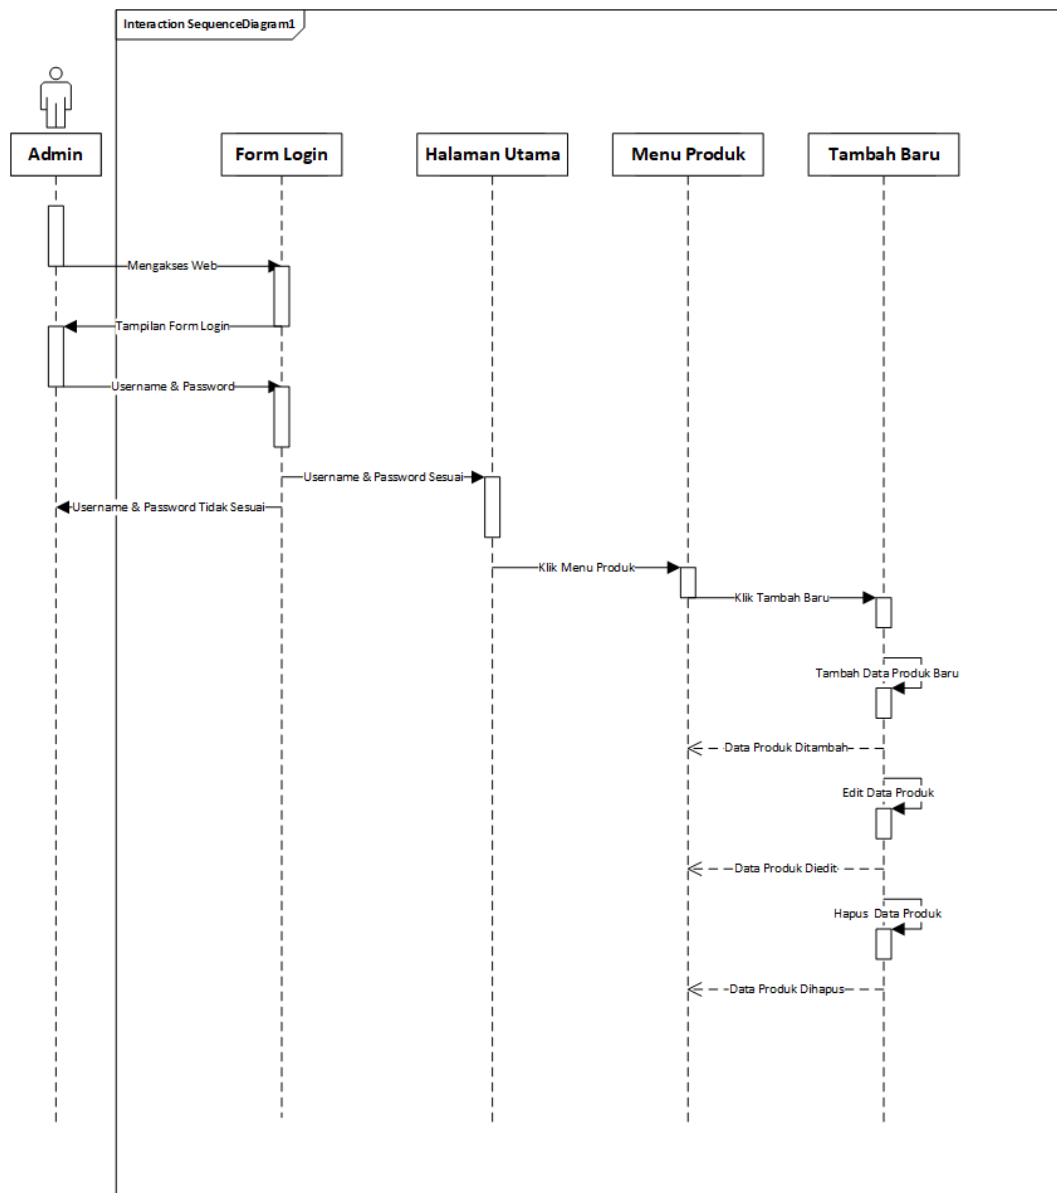 Interaction SequenceDiagram1
Admin
Form Login
Halaman Utama
Menu Produk
Tambah Baru
Mengakses Web
Tampilan Form Login
Username & Password
Username & Password Sesuai
Username & Password Tidak Sesuai
Klik Menu Produk
Klik Tambah Baru
Tambah Data Produk Baru
Data Produk Ditambah
Edit Data Produk
Data Produk Diedit
Hapus Data Produk
Data Produk Dihapus